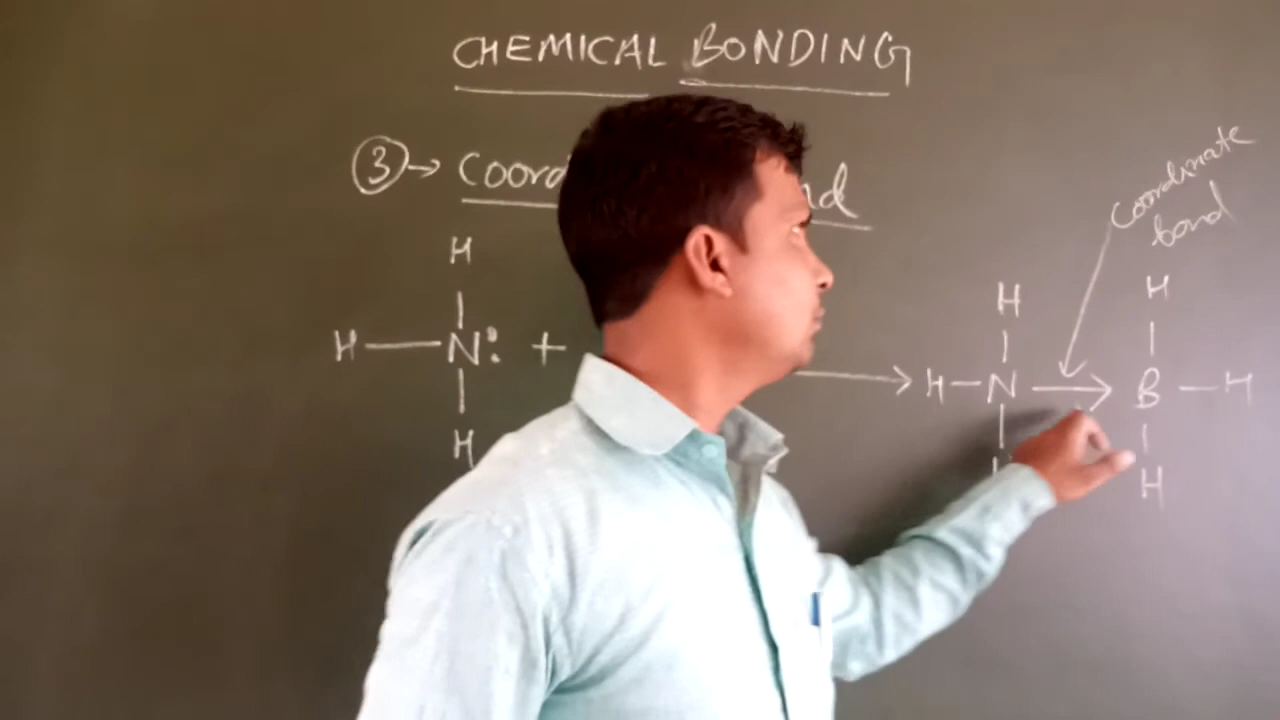 CHEMICAL BONDING
③→ Coord nd
Coordinate
bond
H
H
H
H — N: +
→ H — N → B — H
H
H